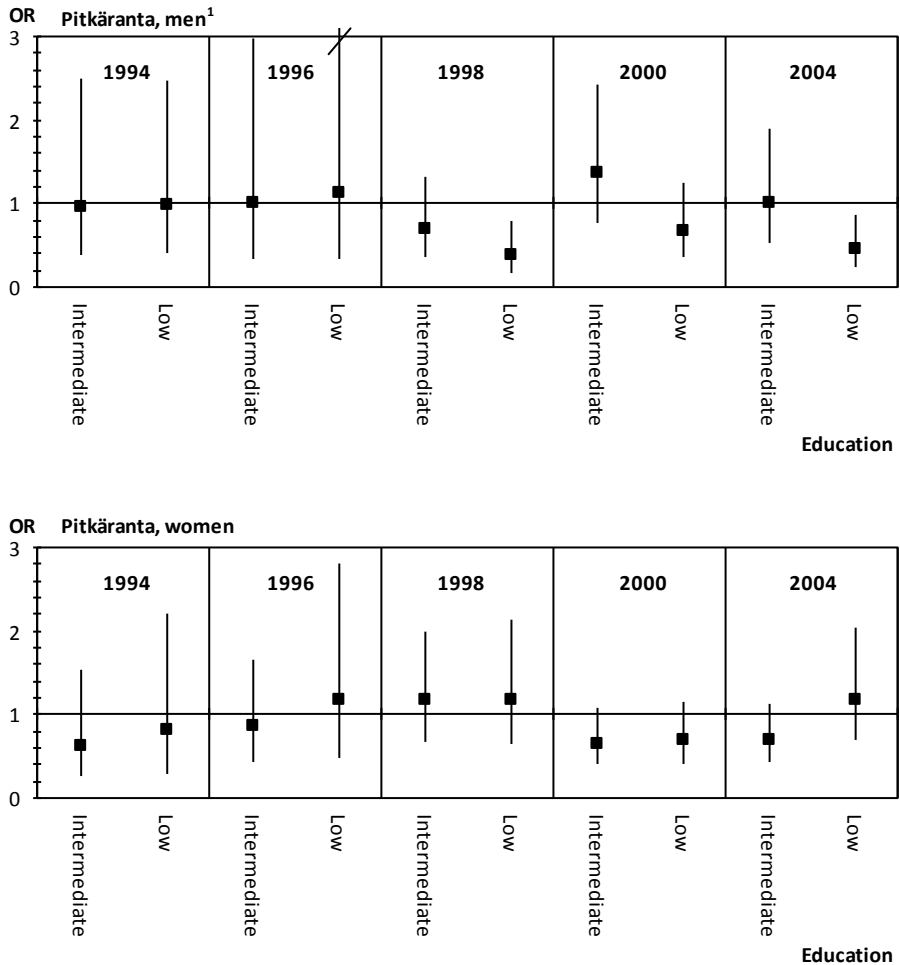 OR Pitkäranta, men¹
3
1994 1996 1998 2000 2004
2
1
0
Intermediate Low Intermediate Low Intermediate Low Intermediate Low Intermediate Low
Education
OR Pitkäranta, women
3
1994 1996 1998 2000 2004
2
1
0
Intermediate Low Intermediate Low Intermediate Low Intermediate Low Intermediate Low
Education